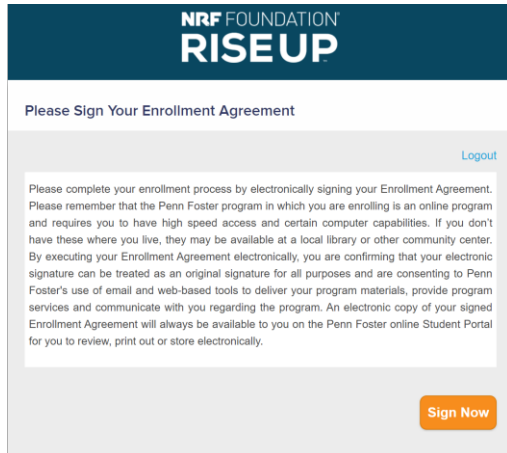 NRF FOUNDATION®
RISE UP™
Please Sign Your Enrollment Agreement
Logout
Please complete your enrollment process by electronically signing your Enrollment Agreement.
Please remember that the Penn Foster program in which you are enrolling is an online program
and requires you to have high speed access and certain computer capabilities. If you don't
have these where you live, they may be available at a local library or other community center.
By executing your Enrollment Agreement electronically, you are confirming that your electronic
signature can be treated as an original signature for all purposes and are consenting to Penn
Foster's use of email and web-based tools to deliver your program materials, provide program
services and communicate with you regarding the program. An electronic copy of your signed
Enrollment Agreement will always be available to you on the Penn Foster online Student Portal
for you to review, print out or store electronically.
Sign Now